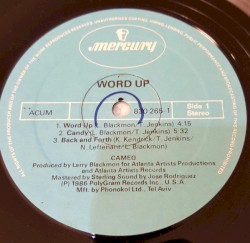 mercury
WORD UP
ACUM
830 265-1
Side 1
Stereo
1. Word Up (L. Blackmon/ T. Jenkins) 4.15
2. Candy (L. Blackmon/ T. Jenkins) 5.32
3. Back and Forth (K. Kendrick/ T. Jenkins/
N. Leftenant/ L. Blackmon)
CAMEO
Produced by Larry Blackmon for Atlanta Artists Productions
and Atlanta Artists Records
Mastered by Sterling Sound by Jose Rodriguez
(P) 1986 PolyGram Records Inc., U.S.A.
Mft. by Phonokol Ltd., Tel Aviv